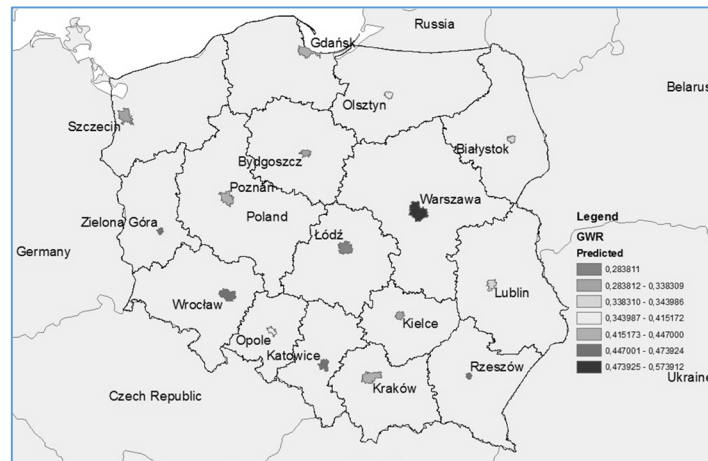 Russia
Gdańsk
Belarus
Olsztyn
Szczecin
Białystok
Bydgoszcz
Poznań
Warszawa
Poland
Zielona Góra
Łódź
Germany
Legend
GWR
Predicted
0,283811
0,283812 - 0,338309
0,338310 - 0,343986
0,343987 - 0,415172
0,415173 - 0,447000
0,447001 - 0,473924
0,473925 - 0,573912
Lublin
Wrocław
Kielce
Opole
Katowice
Rzeszów
Kraków
Ukraine
Czech Republic